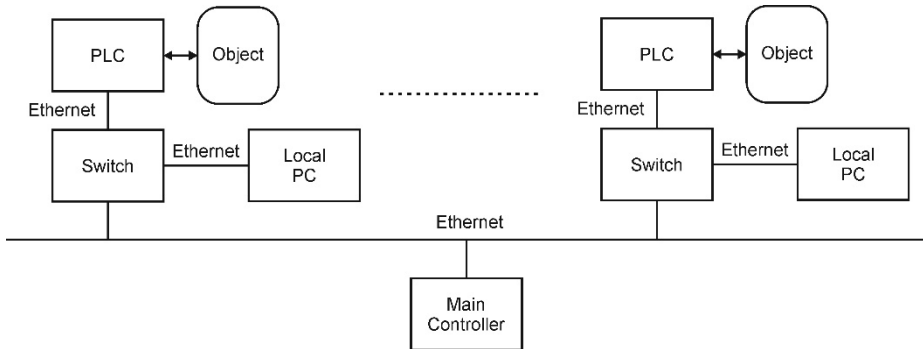 PLC
Object
Ethernet
Switch
Ethernet
Local
PC
PLC
Object
Ethernet
Switch
Ethernet
Local
PC
Ethernet
Main
Controller